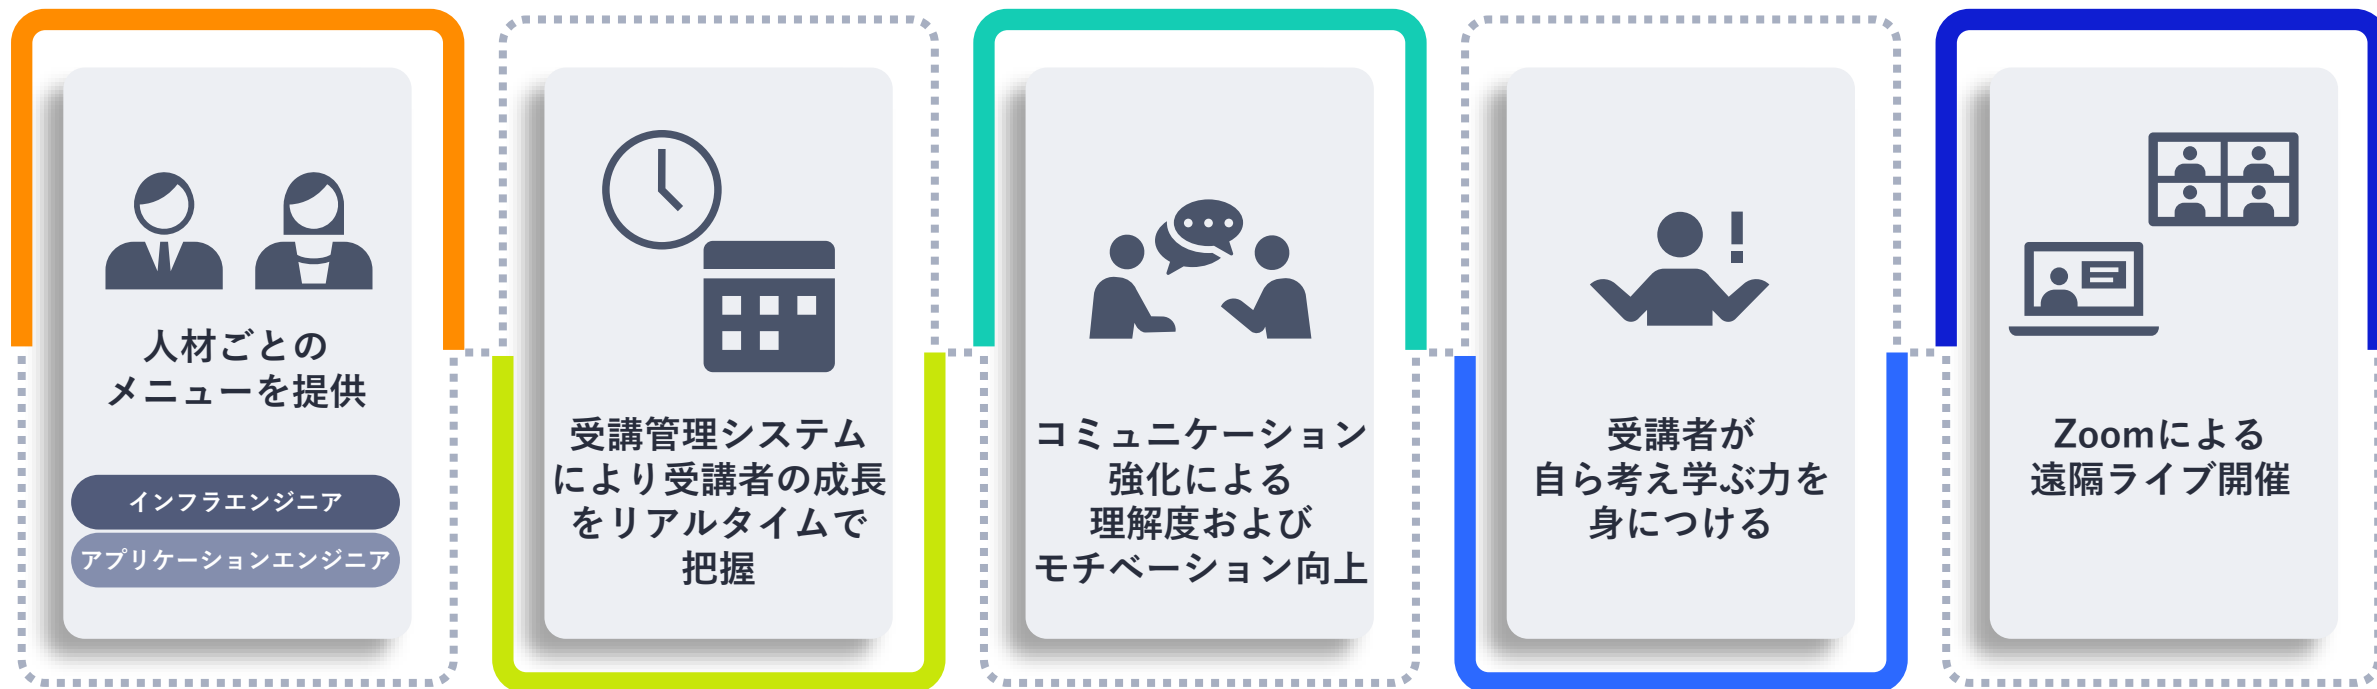 人材ごとの
メニューを提供
インフラエンジニア
アプリケーションエンジニア
受講管理システム
により受講者の成長
をリアルタイムで
把握
コミュニケーション
強化による
理解度および
モチベーション向上
受講者が
自ら考え学ぶ力を
身につける
Zoomによる
遠隔ライブ開催